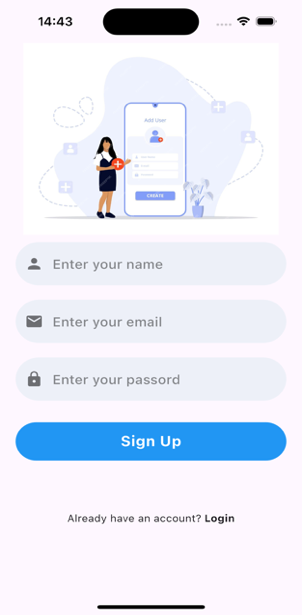 14:43
Add User
CREATE
Enter your name
Enter your email
Enter your passord
Sign Up
Already have an account? Login